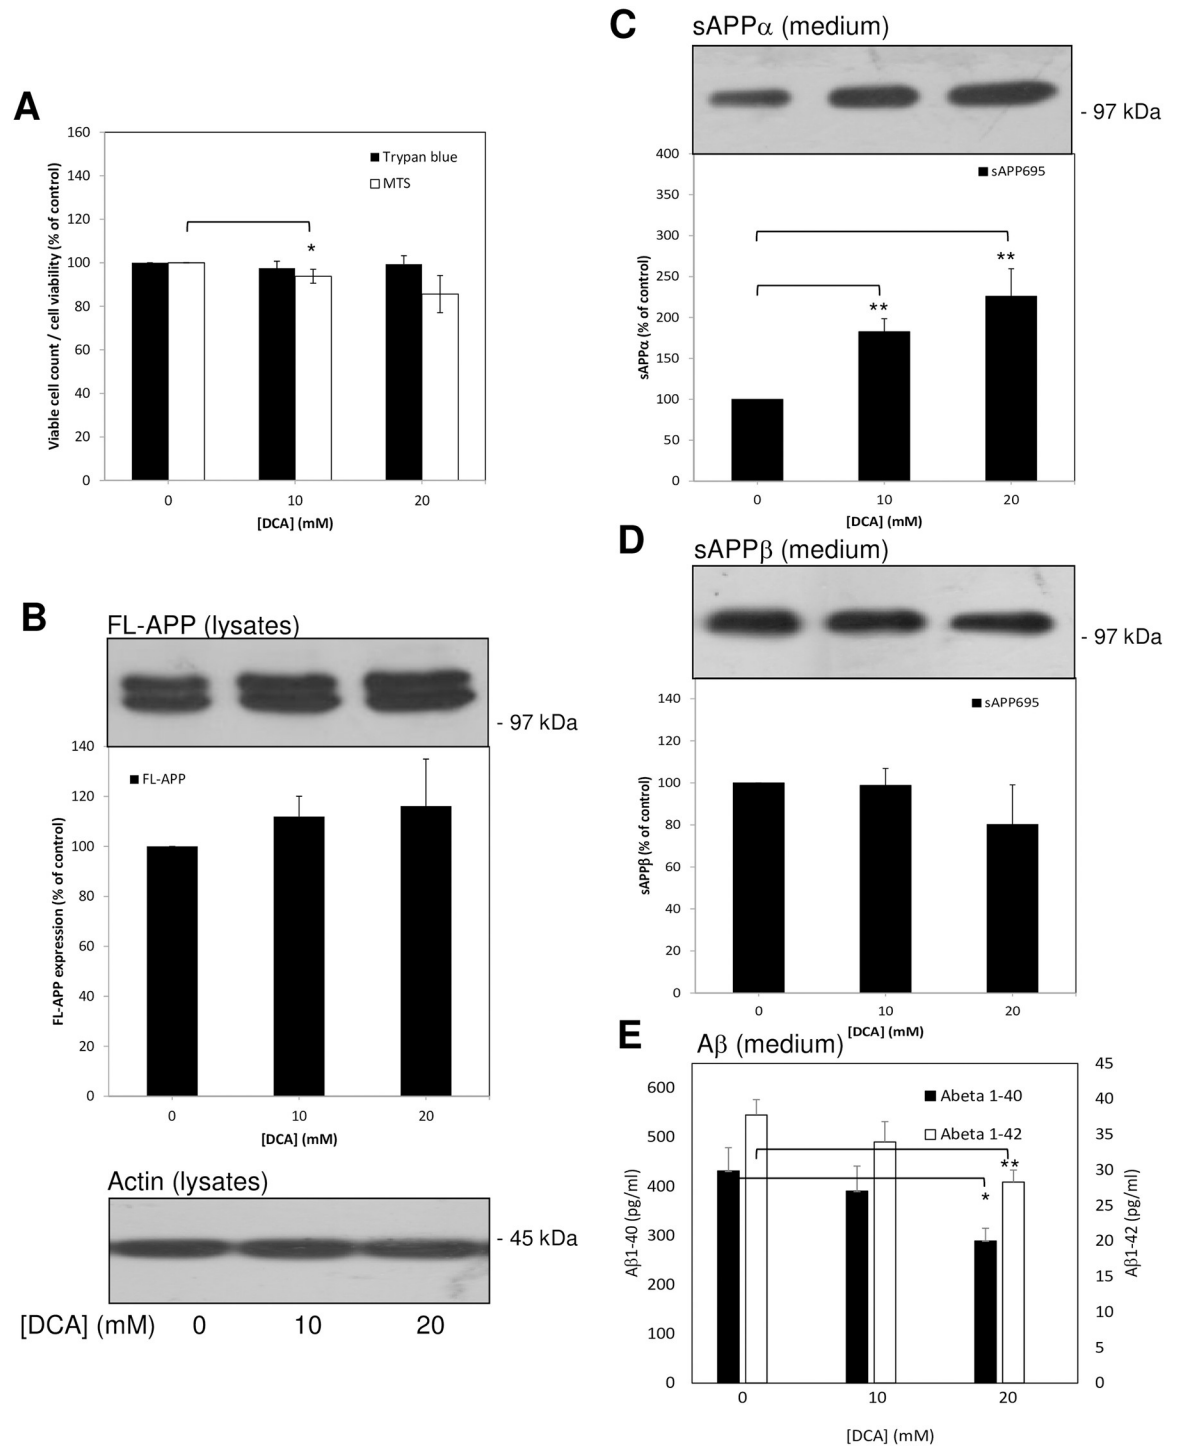 A
160
140
120
100
80
60
40
20
0
Viable cell count / cell viability (% of control)
Trypan blue
MTS
*
0 10 20
[DCA] (mM)
B
FL-APP (lysates)
- 97 kDa
140
120
100
80
60
40
20
0
FL-APP expression (% of control)
FL-APP
0 10 20
[DCA] (mM)
Actin (lysates)
- 45 kDa
[DCA] (mM) 0 10 20
C
sAPPα (medium)
- 97 kDa
400
350
300
250
200
150
100
50
0
sAPPα (% of control)
sAPP695
**
**
0 10 20
[DCA] (mM)
D
sAPPβ (medium)
- 97 kDa
140
120
100
80
60
40
20
0
sAPPβ (% of control)
sAPP695
0 10 20
[DCA] (mM)
E
Aβ (medium)
600
500
400
300
200
100
0
Aβ1-40 (pg/ml)
Abeta 1-40
Abeta 1-42
**
*
45
40
35
30
25
20
15
10
5
0
Aβ1-42 (pg/ml)
0 10 20
[DCA] (mM)